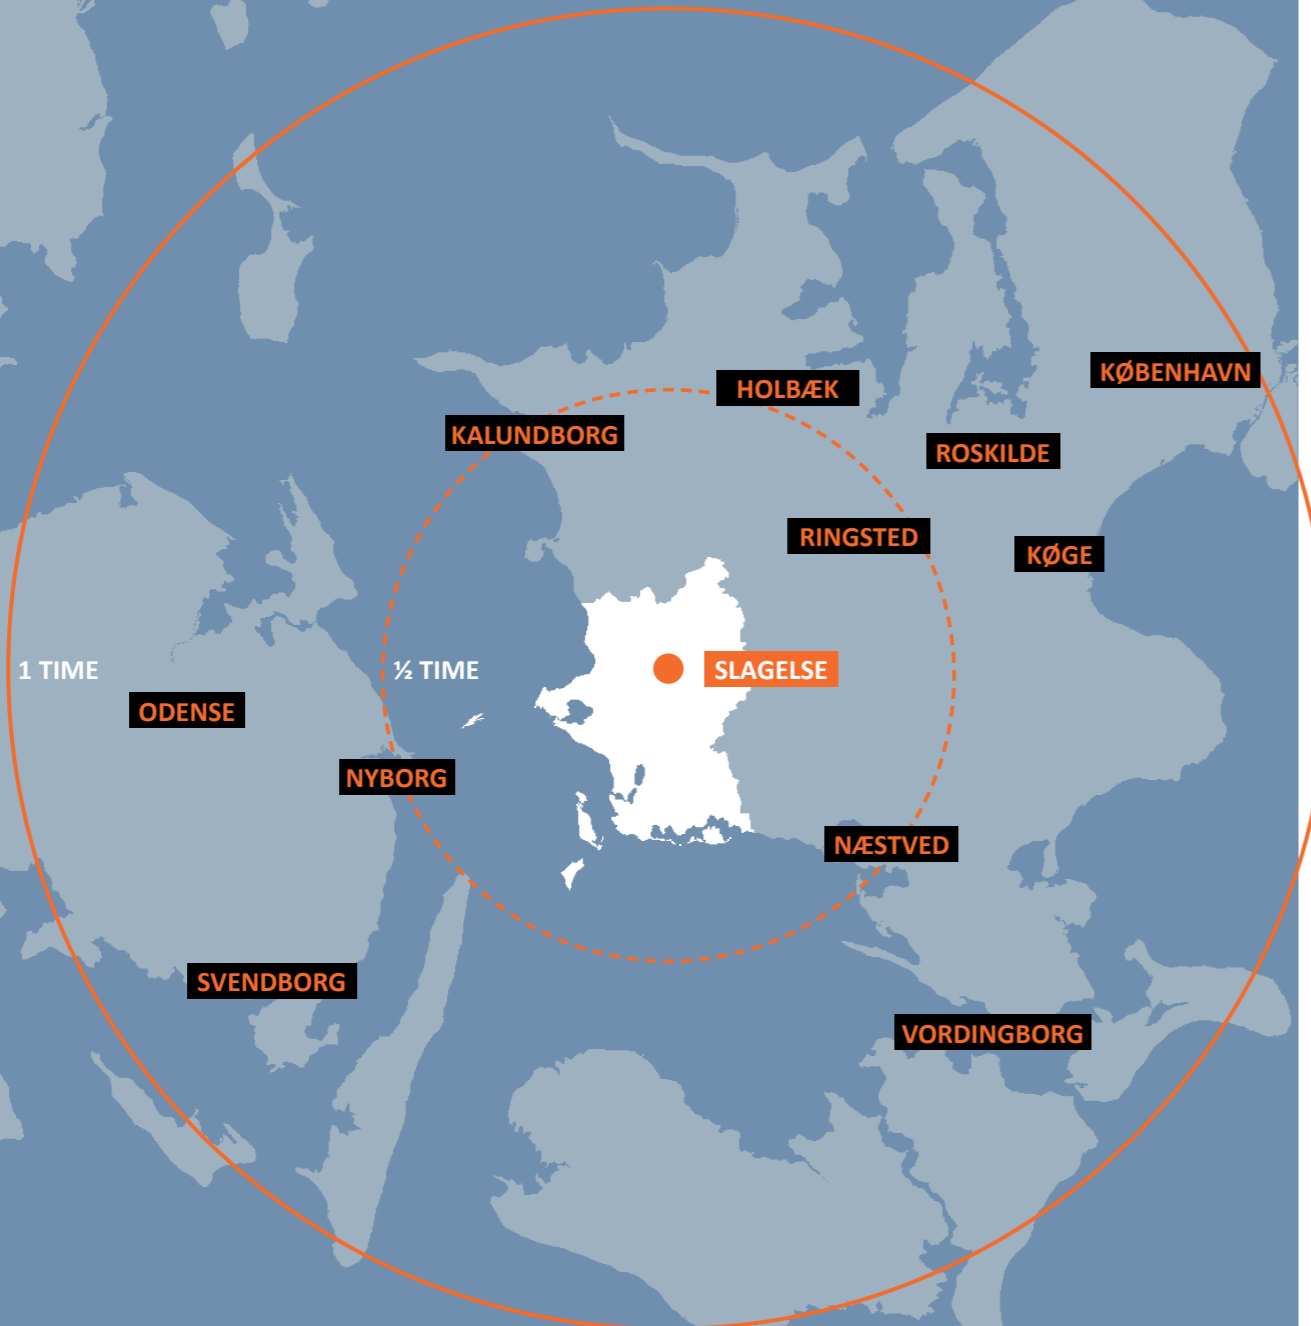 KØBENHAVN
HOLBÆK
KALUNDBORG
ROSKILDE
RINGSTED
KØGE
1 TIME
½ TIME
SLAGELSE
ODENSE
NYBORG
NÆSTVED
SVENDBORG
VORDINGBORG